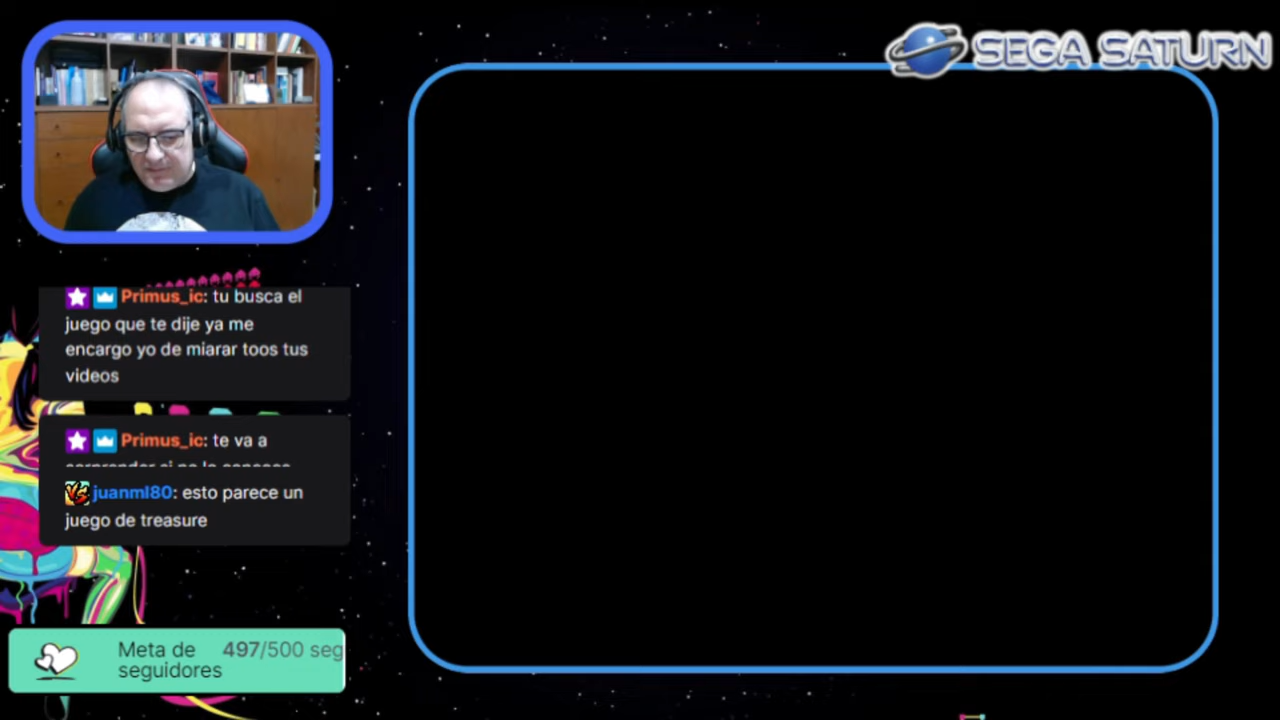 SEGA SATURN
Primus_ic: tu busca el
juego que te dije ya me
encargo yo de miarar toos tus
videos
Primus_ic: te va a
juanml80: esto parece un
juego de treasure
Meta de 497/500 seg
seguidores